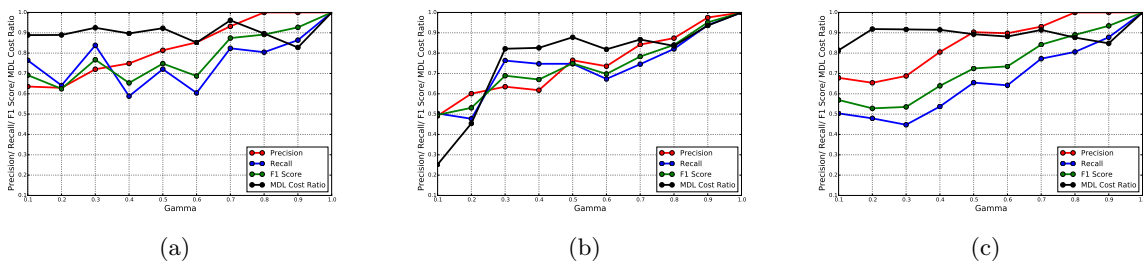 Precision/ Recall/ F1 Score/ MDL Cost Ratio
1.0
0.9
0.8
0.7
0.6
0.5
0.4
0.3
0.2
0.1
Precision
Recall
F1 Score
MDL Cost Ratio
0.1 0.2 0.3 0.4 0.5 0.6 0.7 0.8 0.9 1.0
Gamma
(a)
Precision/ Recall/ F1 Score/ MDL Cost Ratio
1.0
0.9
0.8
0.7
0.6
0.5
0.4
0.3
0.2
0.1
Precision
Recall
F1 Score
MDL Cost Ratio
0.1 0.2 0.3 0.4 0.5 0.6 0.7 0.8 0.9 1.0
Gamma
(b)
Precision/ Recall/ F1 Score/ MDL Cost Ratio
1.0
0.9
0.8
0.7
0.6
0.5
0.4
0.3
0.2
0.1
Precision
Recall
F1 Score
MDL Cost Ratio
0.1 0.2 0.3 0.4 0.5 0.6 0.7 0.8 0.9 1.0
Gamma
(c)